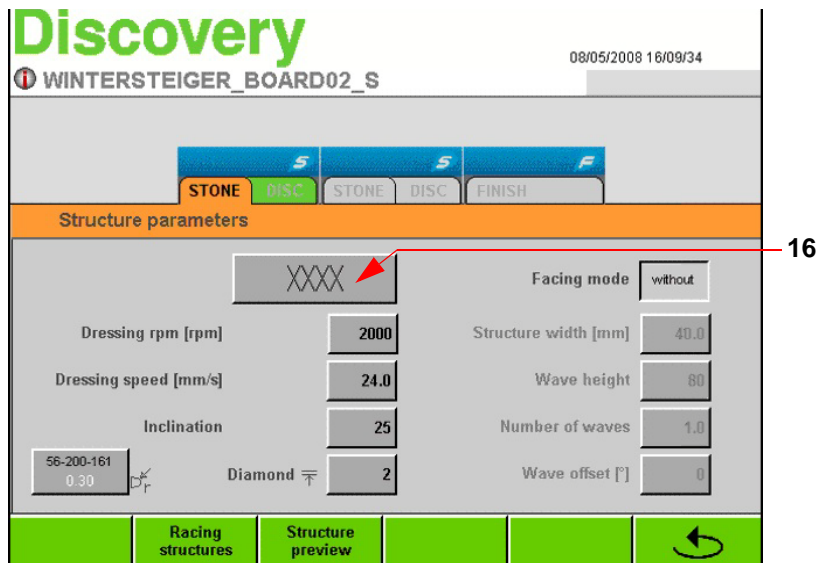 Discovery
08/05/2008 16/09/34
WINTERSTEIGER_BOARD02_S
S S F
STONE DISC STONE DISC FINISH
Structure parameters
16
XXXX Facing mode without
Dressing rpm [rpm] 2000 Structure width [mm] 40.0
Dressing speed [mm/s] 24.0 Wave height 80
Inclination 25 Number of waves 1.0
56-200-161
0.30
r
Diamond 2 Wave offset [°] 0
Racing structures
Structure preview